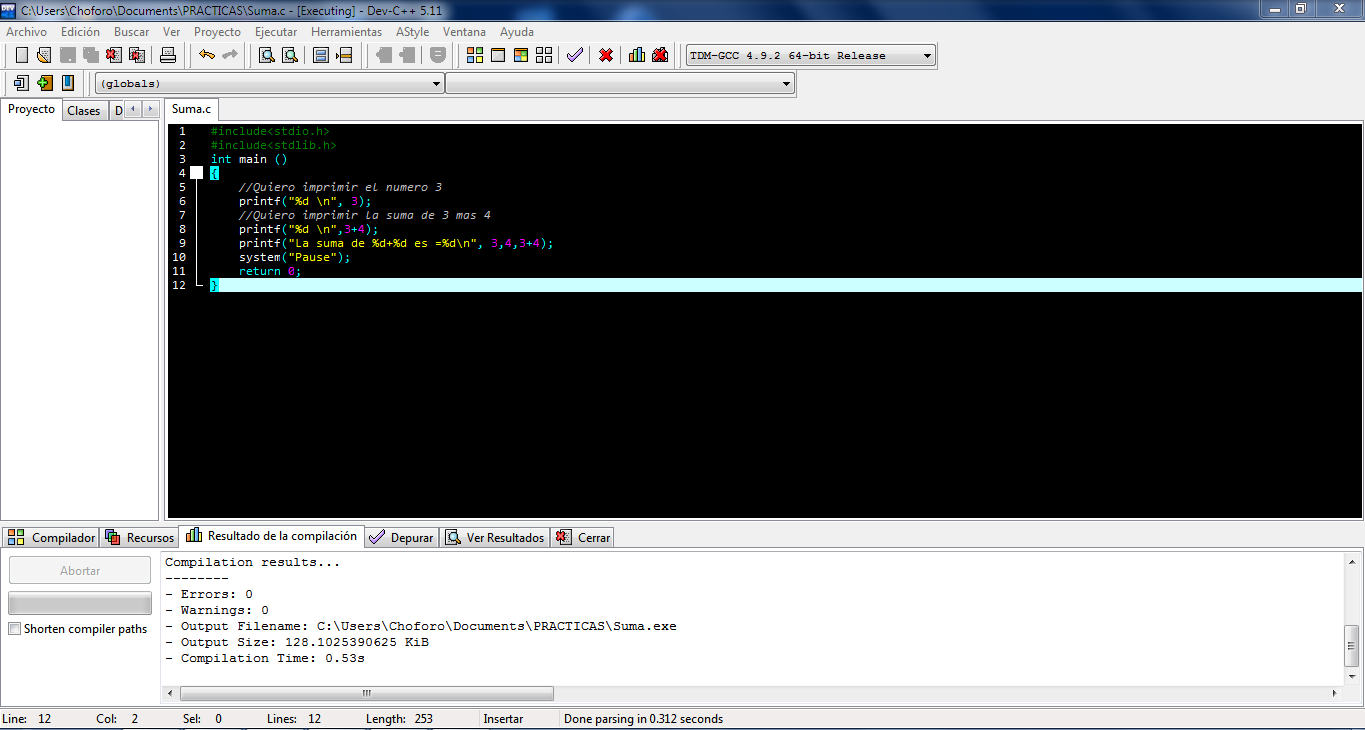 C:\Users\Choforo\Documents\PRACTICAS\Suma.c - [Executing] - Dev-C++ 5.11
Archivo Edición Buscar Ver Proyecto Ejecutar Herramientas AStyle Ventana Ayuda
TDM-GCC 4.9.2 64-bit Release
(globals)
Proyecto Clases D
Suma.c
1 #include<stdio.h>
2 #include<stdlib.h>
3 int main ()
4 {
5 //Quiero imprimir el numero 3
6 printf("%d \n", 3);
7 //Quiero imprimir la suma de 3 mas 4
8 printf("%d \n",3+4);
9 printf("La suma de %d+%d es =%d\n", 3,4,3+4);
10 system("Pause");
11 return 0;
12 }
Compilador Recursos Resultado de la compilación Depurar Ver Resultados Cerrar
Abortar
Shorten compiler paths
Compilation results...
--------
- Errors: 0
- Warnings: 0
- Output Filename: C:\Users\Choforo\Documents\PRACTICAS\Suma.exe
- Output Size: 128.1025390625 KiB
- Compilation Time: 0.53s
Line: 12 Col: 2 Sel: 0 Lines: 12 Length: 253 Insertar Done parsing in 0.312 seconds